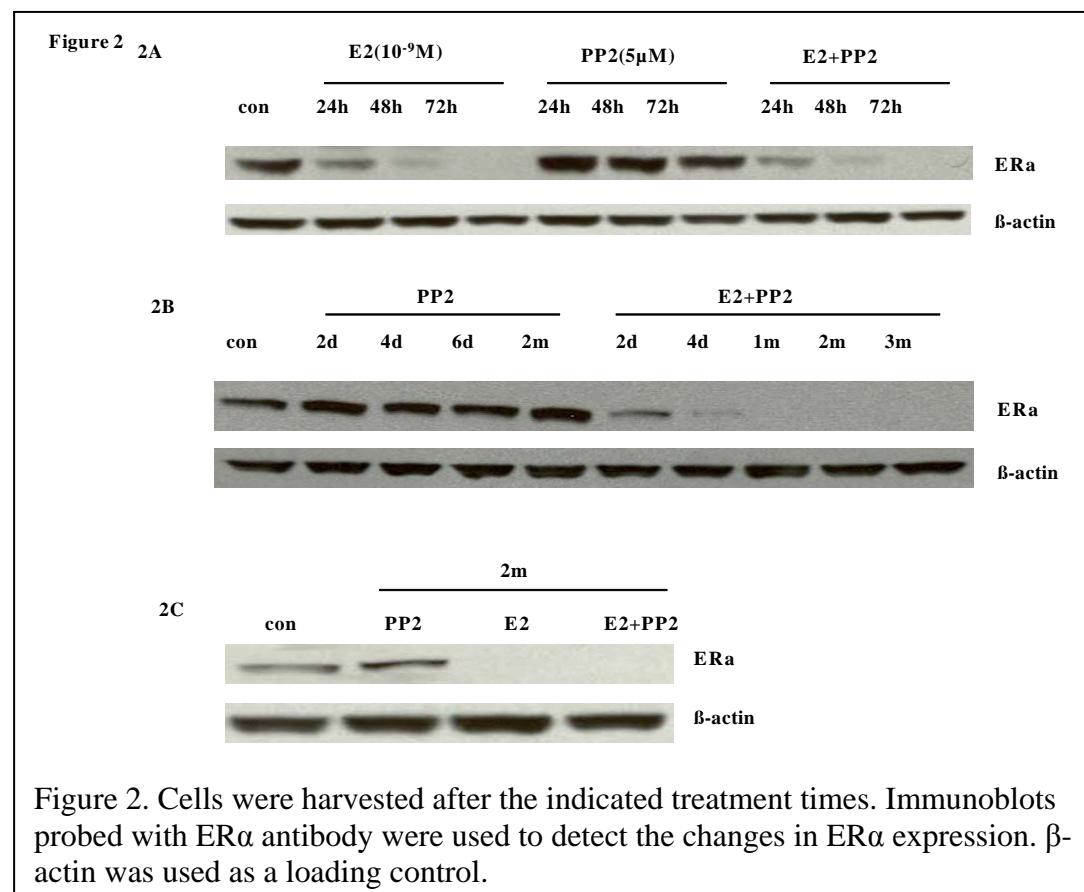 Figure 2 2A
E2(10⁻⁹M) PP2(5µM) E2+PP2
con 24h 48h 72h 24h 48h 72h 24h 48h 72h
ERa
ß-actin
2B
PP2 E2+PP2
con 2d 4d 6d 2m 2d 4d 1m 2m 3m
ERa
ß-actin
2m
2C
con PP2 E2 E2+PP2
ERa
ß-actin
Figure 2. Cells were harvested after the indicated treatment times. Immunoblots
probed with ERα antibody were used to detect the changes in ERα expression. β-
actin was used as a loading control.